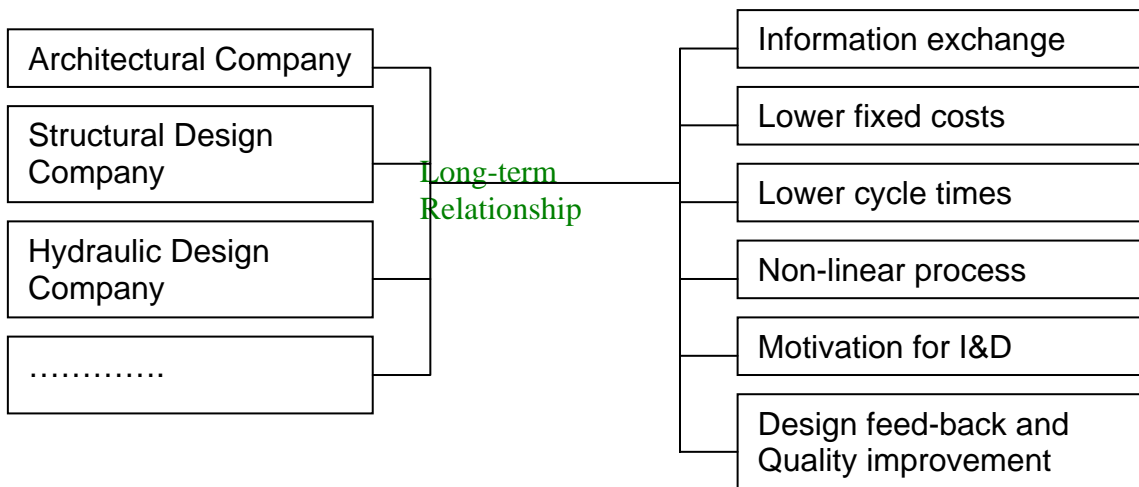 Architectural Company
Structural Design
Company
Hydraulic Design
Company
………….
Long-term
Relationship
Information exchange
Lower fixed costs
Lower cycle times
Non-linear process
Motivation for I&D
Design feed-back and
Quality improvement